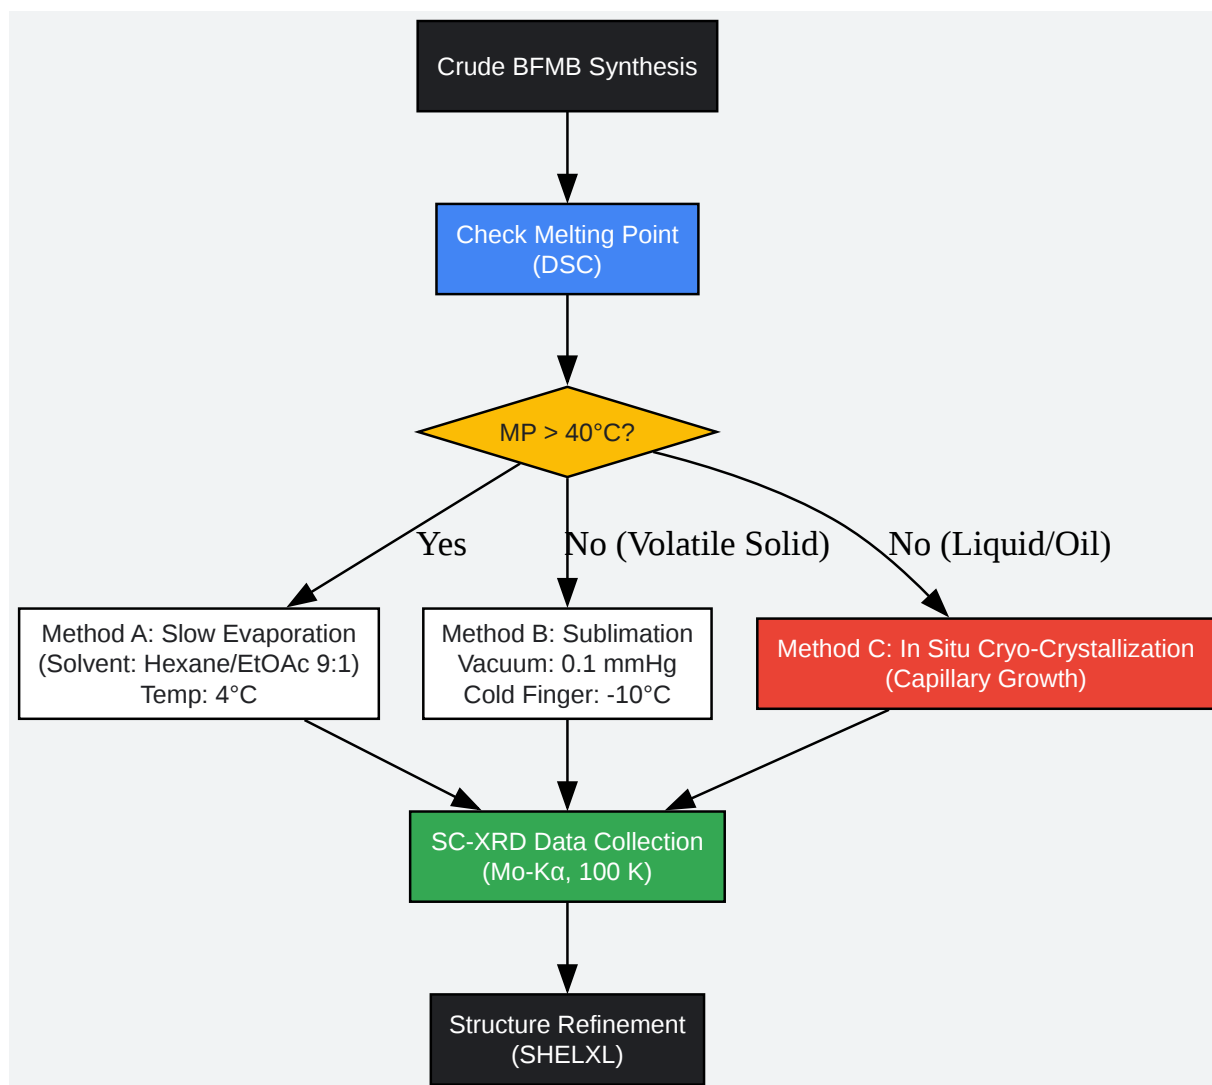 Crude BFMB Synthesis
Check Melting Point
(DSC)
MP > 40°C?
Yes
No (Volatile Solid)
No (Liquid/Oil)
Method A: Slow Evaporation
(Solvent: Hexane/EtOAc 9:1)
Temp: 4°C
Method B: Sublimation
Vacuum: 0.1 mmHg
Cold Finger: -10°C
Method C: In Situ Cryo-Crystallization
(Capillary Growth)
SC-XRD Data Collection
(Mo-Kα, 100 K)
Structure Refinement
(SHELXL)